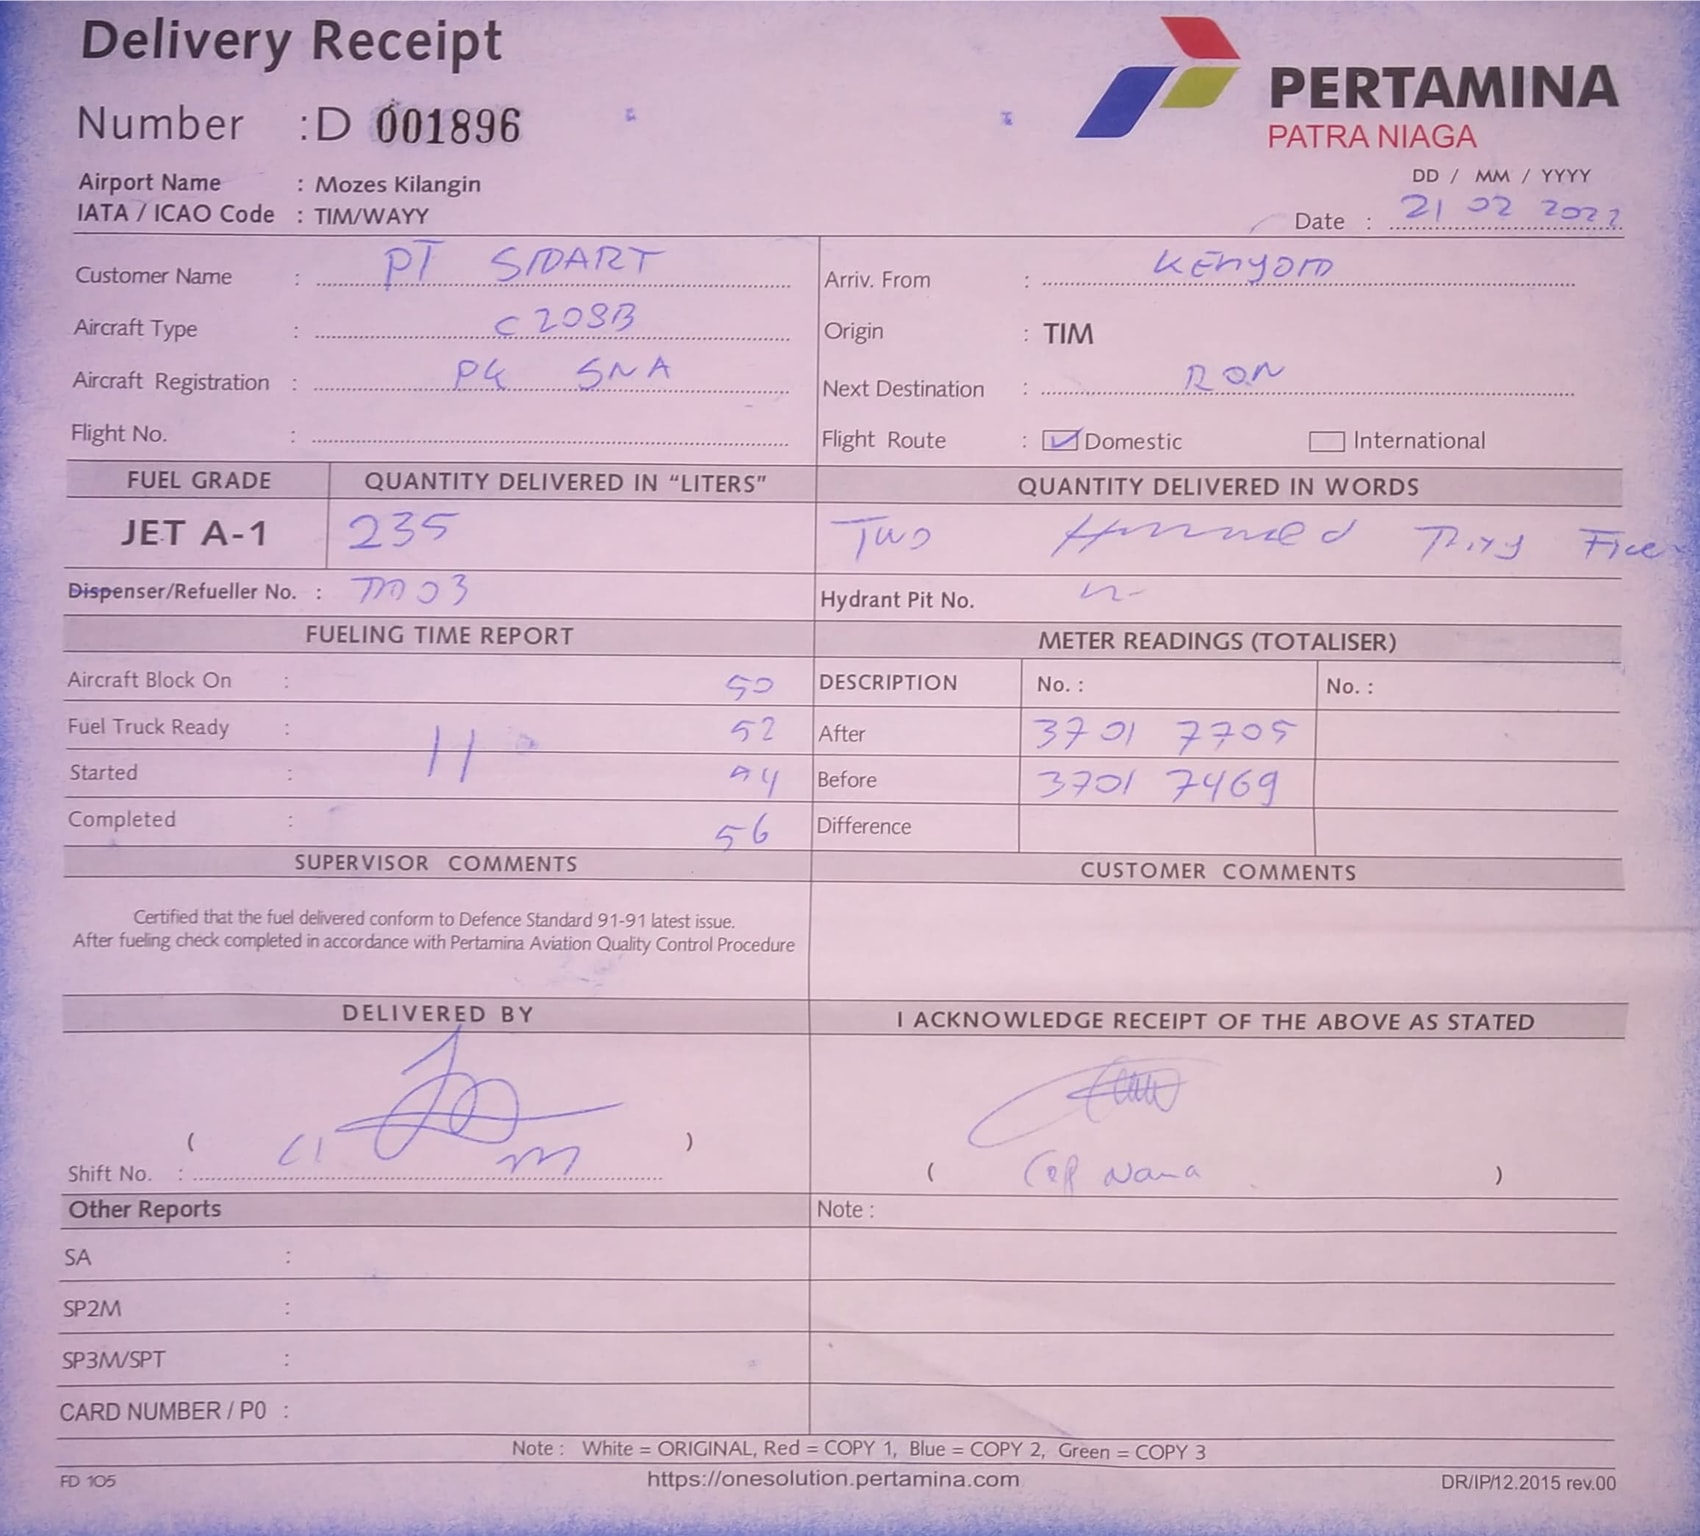 Delivery Receipt
Number : D 001896
PERTAMINA
PATRA NIAGA
Airport Name : Mozes Kilangin
IATA / ICAO Code : TIM/WAYY
DD / MM / YYYY
Date : 21 02 2022
Customer Name : PT SMART
Arriv. From : Kenyam
Aircraft Type : C208B
Origin : TIM
Aircraft Registration : PK SNA
Next Destination : RON
Flight No. :
Flight Route : Domestic International
FUEL GRADE QUANTITY DELIVERED IN "LITERS" QUANTITY DELIVERED IN WORDS
JET A-1 235 Two Hundred Thirty Five
Dispenser/Refueller No. : TM 03
Hydrant Pit No.
FUELING TIME REPORT METER READINGS (TOTALISER)
Aircraft Block On : 50
DESCRIPTION No. : No. :
Fuel Truck Ready : 52
After 3701 7705
11
Started : 54
Before 3701 7469
Completed : 56
Difference
SUPERVISOR COMMENTS CUSTOMER COMMENTS
Certified that the fuel delivered conform to Defence Standard 91-91 latest issue.
After fueling check completed in accordance with Pertamina Aviation Quality Control Procedure
DELIVERED BY I ACKNOWLEDGE RECEIPT OF THE ABOVE AS STATED
( )
Shift No. :
( Nana )
Other Reports Note :
SA :
SP2M :
SP3M/SPT :
CARD NUMBER / P0 :
Note : White = ORIGINAL, Red = COPY 1, Blue = COPY 2, Green = COPY 3
FD 105 https://onesolution.pertamina.com DR/IP/12.2015 rev.00